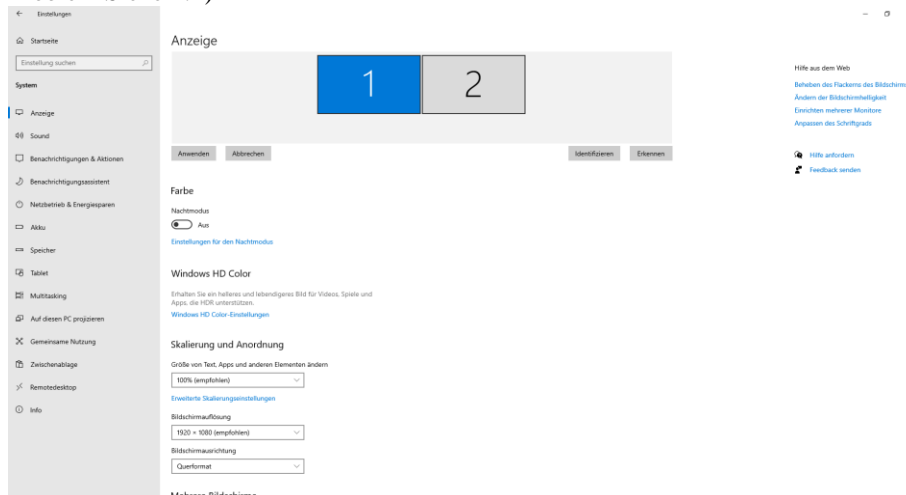 Einstellungen
Startseite
Einstellung suchen
System
Anzeige
Sound
Benachrichtigungen & Aktionen
Benachrichtigungsassistent
Netzbetrieb & Energiesparen
Akku
Speicher
Tablet
Multitasking
Auf diesen PC projizieren
Gemeinsame Nutzung
Zwischenablage
Remotedesktop
Info
Anzeige
1 2
Anwenden Abbrechen Identifizieren Erkennen
Farbe
Nachtmodus
Aus
Einstellungen für den Nachtmodus
Windows HD Color
Erhalten Sie ein helleres und lebendigeres Bild für Videos, Spiele und
Apps, die HDR unterstützen.
Windows HD Color-Einstellungen
Skalierung und Anordnung
Größe von Text, Apps und anderen Elementen ändern
100% (empfohlen)
Erweiterte Skalierungseinstellungen
Bildschirmauflösung
1920 × 1080 (empfohlen)
Bildschirmausrichtung
Querformat
Hilfe aus dem Web
Beheben des Flackerns des Bildschirm
Ändern der Bildschirmhelligkeit
Einrichten mehrerer Monitore
Anpassen des Schriftgrads
Hilfe anfordern
Feedback senden